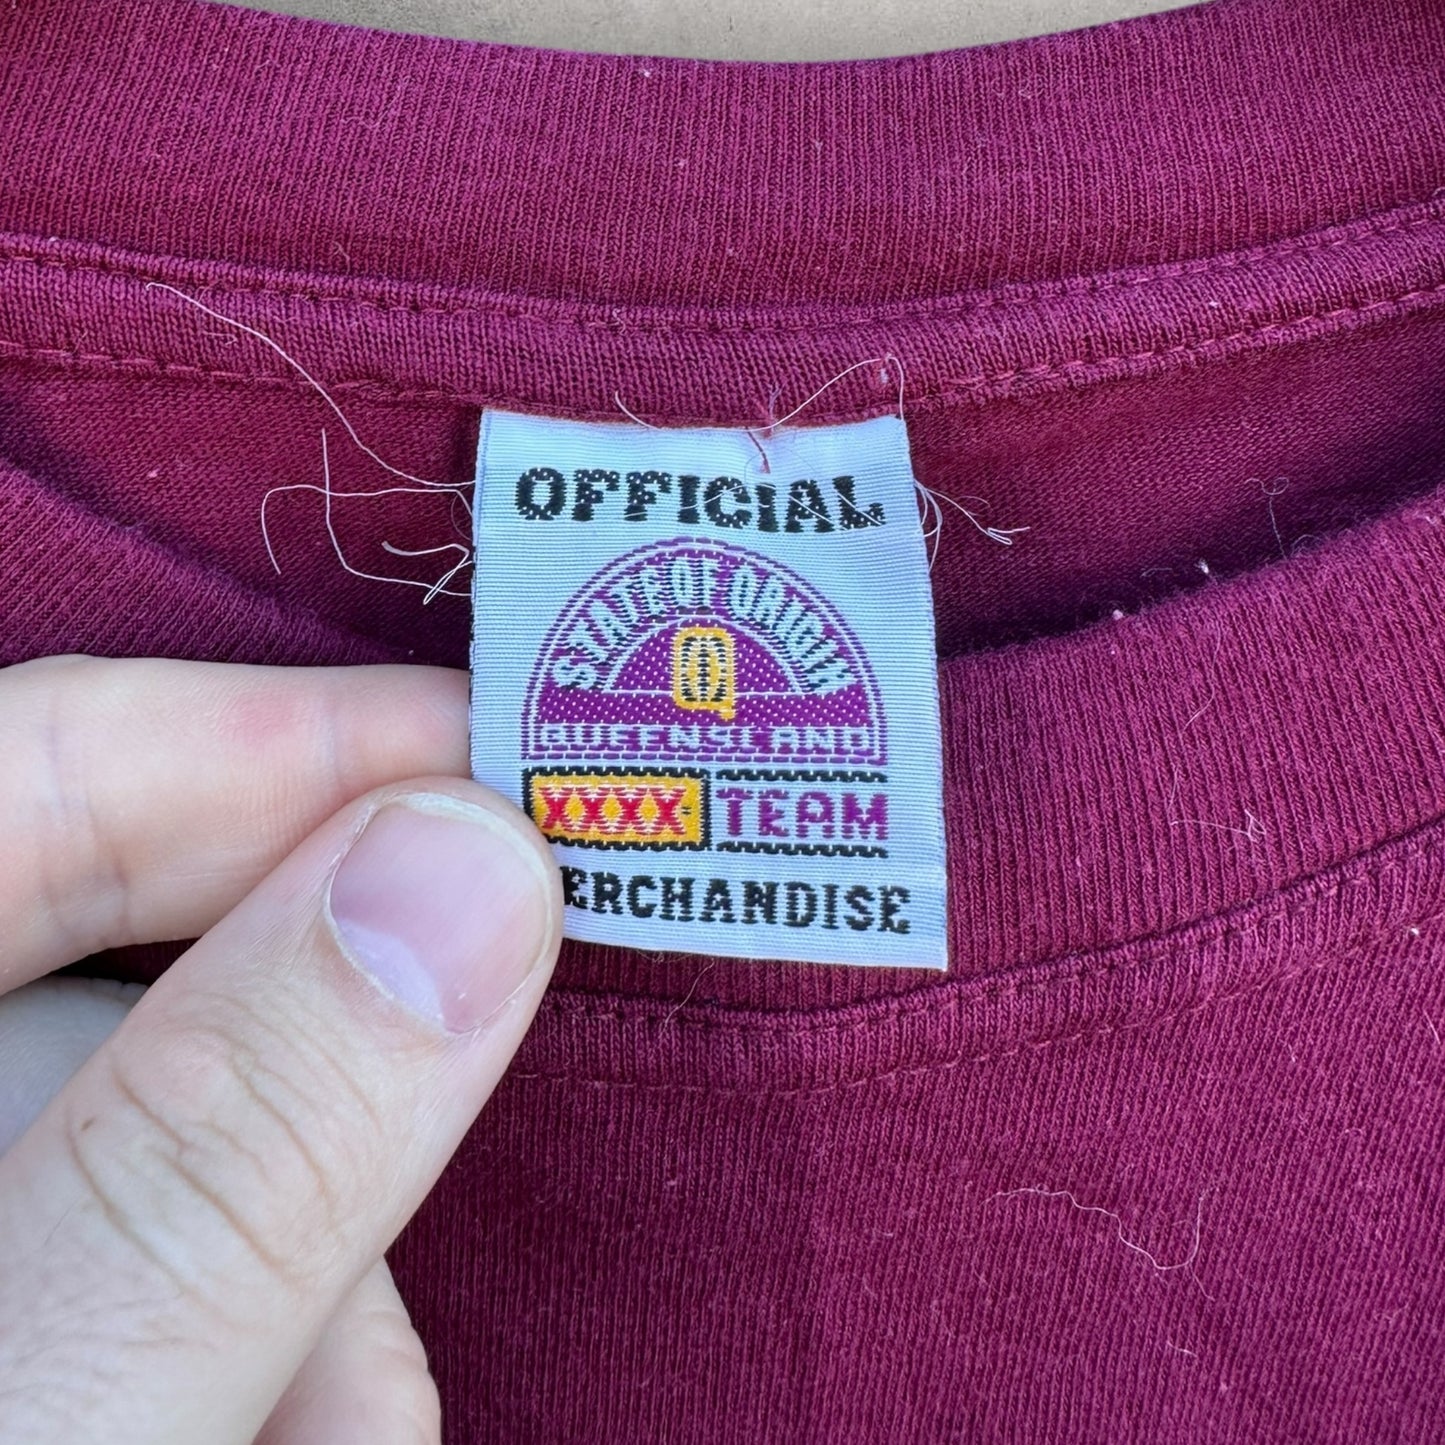 OFFICIAL
STATE OF ORIGIN
Q
QUEENSLAND
XXXX TEAM
ERCHANDISE